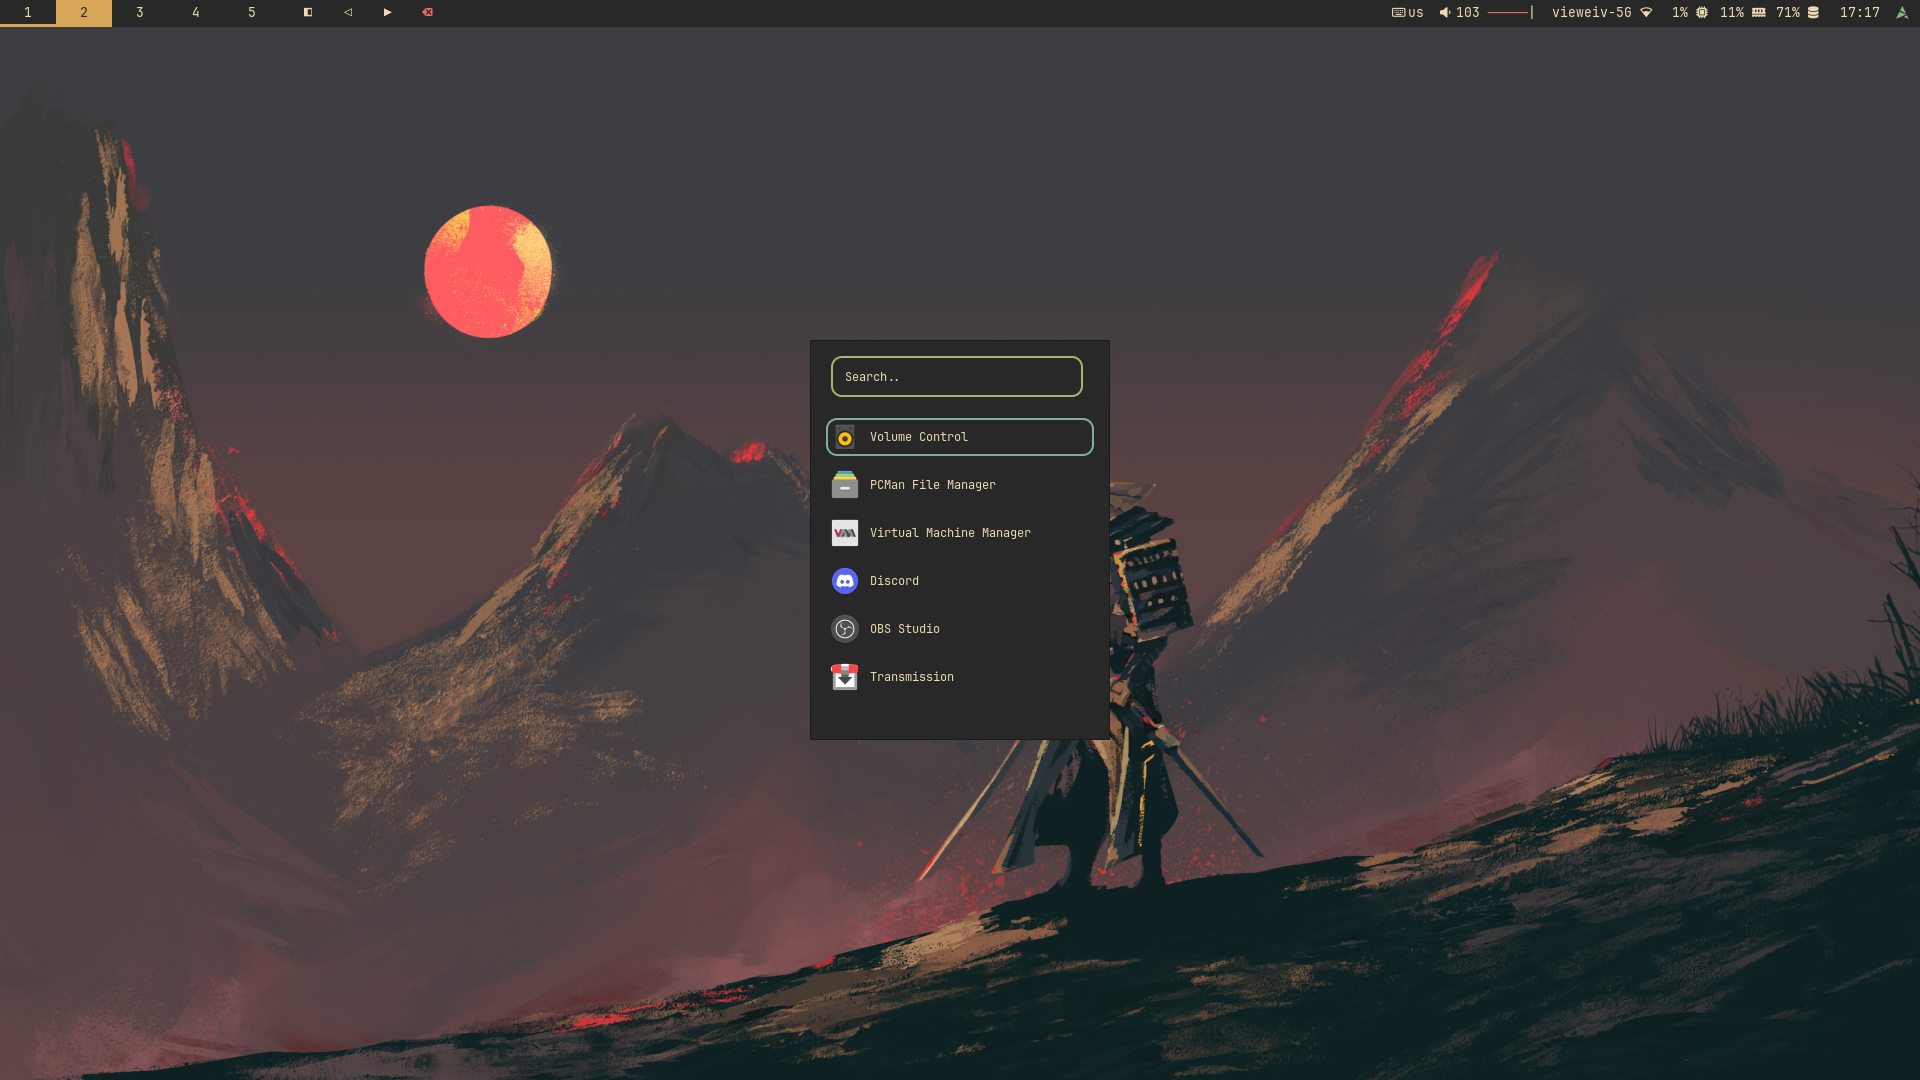 1 2 3 4 5 us 103 vieweiv-5G 1% 11% 71% 17:17
Search..
Volume Control
PCMan File Manager
Virtual Machine Manager
Discord
OBS Studio
Transmission